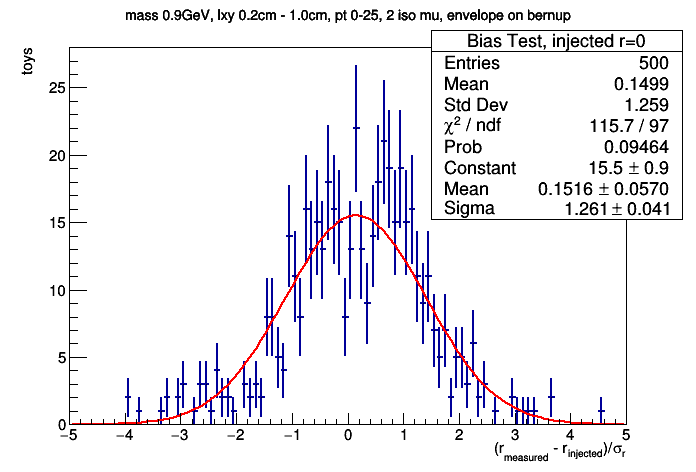 mass 0.9GeV, lxy 0.2cm - 1.0cm, pt 0-25, 2 iso mu, envelope on bernup
toys
Bias Test, injected r=0
Entries 500
Mean 0.1499
Std Dev 1.259
χ² / ndf 115.7 / 97
Prob 0.09464
Constant 15.5 ± 0.9
Mean 0.1516 ± 0.0570
Sigma 1.261 ± 0.041
25
20
15
10
5
0
−5 −4 −3 −2 −1 0 1 2 3 4 5
(r_measured - r_injected)/σ_r